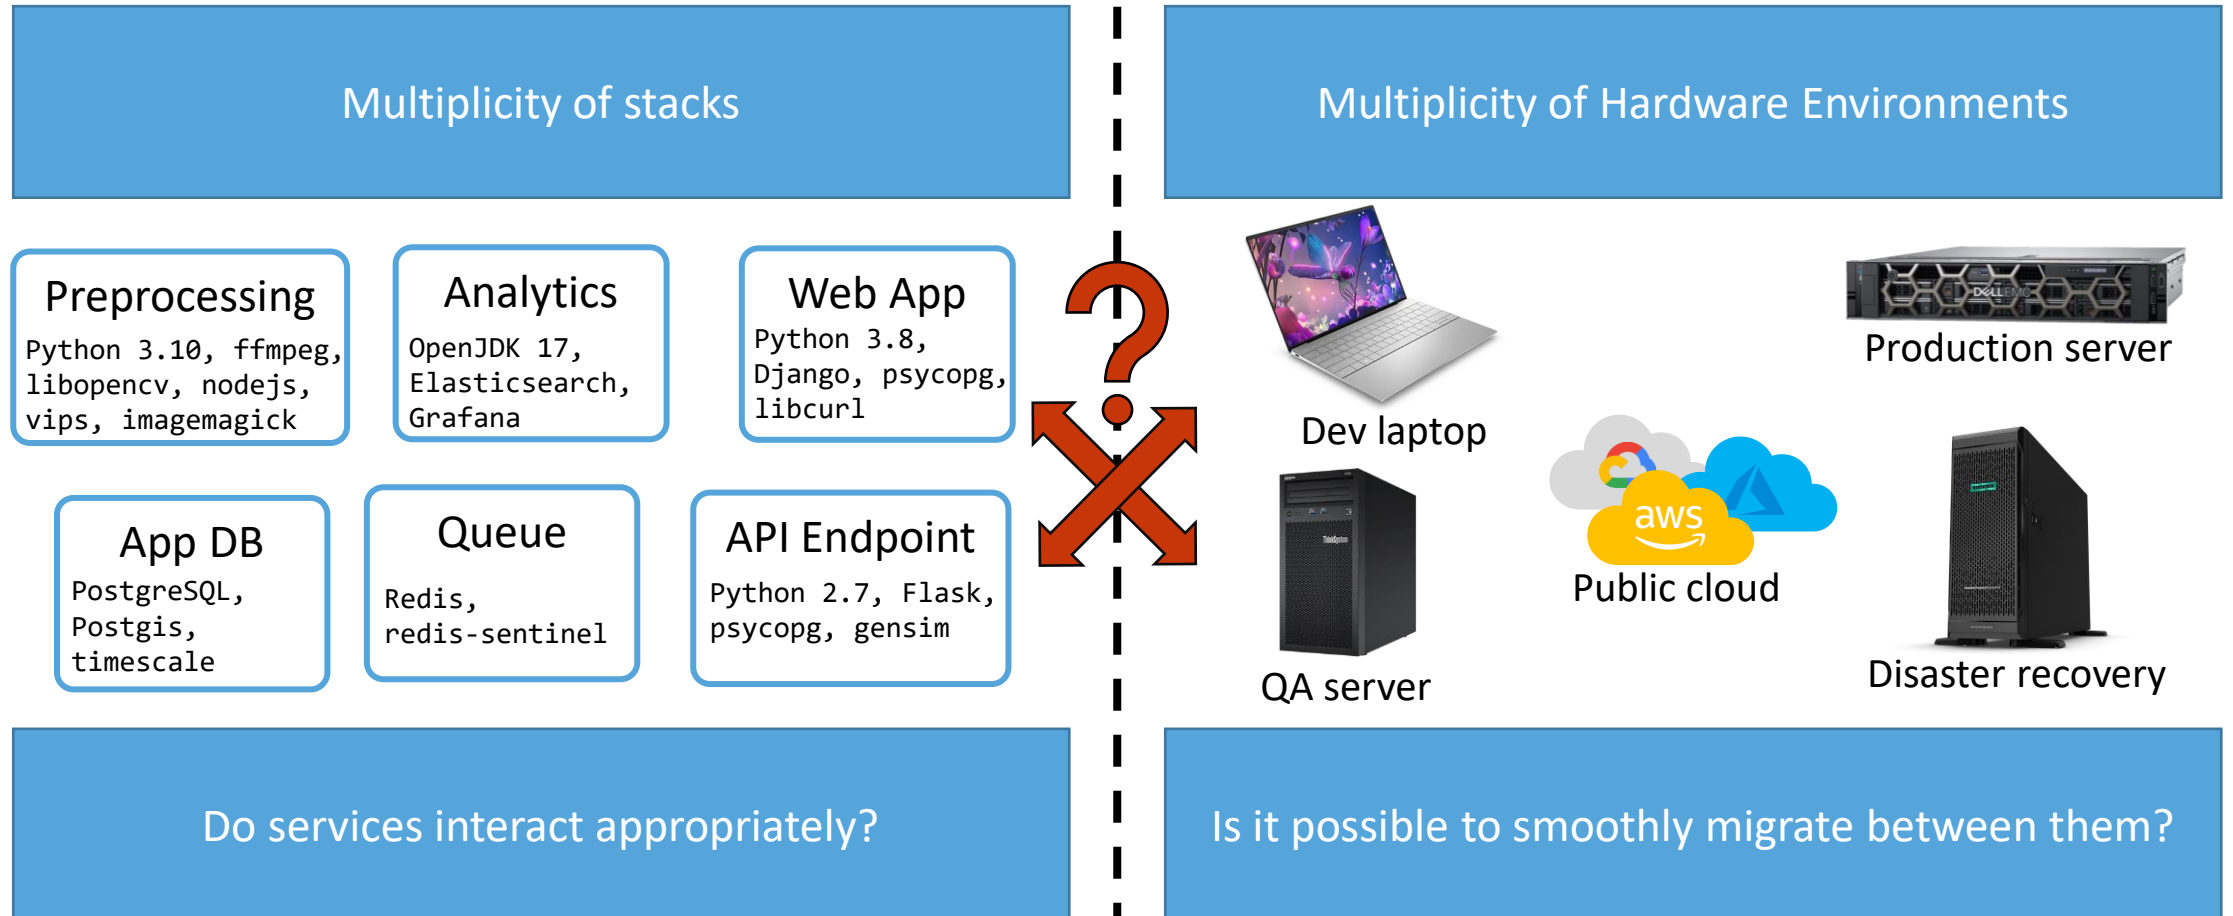 Multiplicity of stacks
Multiplicity of Hardware Environments
Preprocessing
Python 3.10, ffmpeg,
libopencv, nodejs,
vips, imagemagick
Analytics
OpenJDK 17,
Elasticsearch,
Grafana
Web App
Python 3.8,
Django, psycopg,
libcurl
App DB
PostgreSQL,
Postgis,
timescale
Queue
Redis,
redis-sentinel
API Endpoint
Python 2.7, Flask,
psycopg, gensim
?
Dev laptop
DELLEMC
Production server
ThinkSystem
QA server
aws
Public cloud
Disaster recovery
Do services interact appropriately?
Is it possible to smoothly migrate between them?